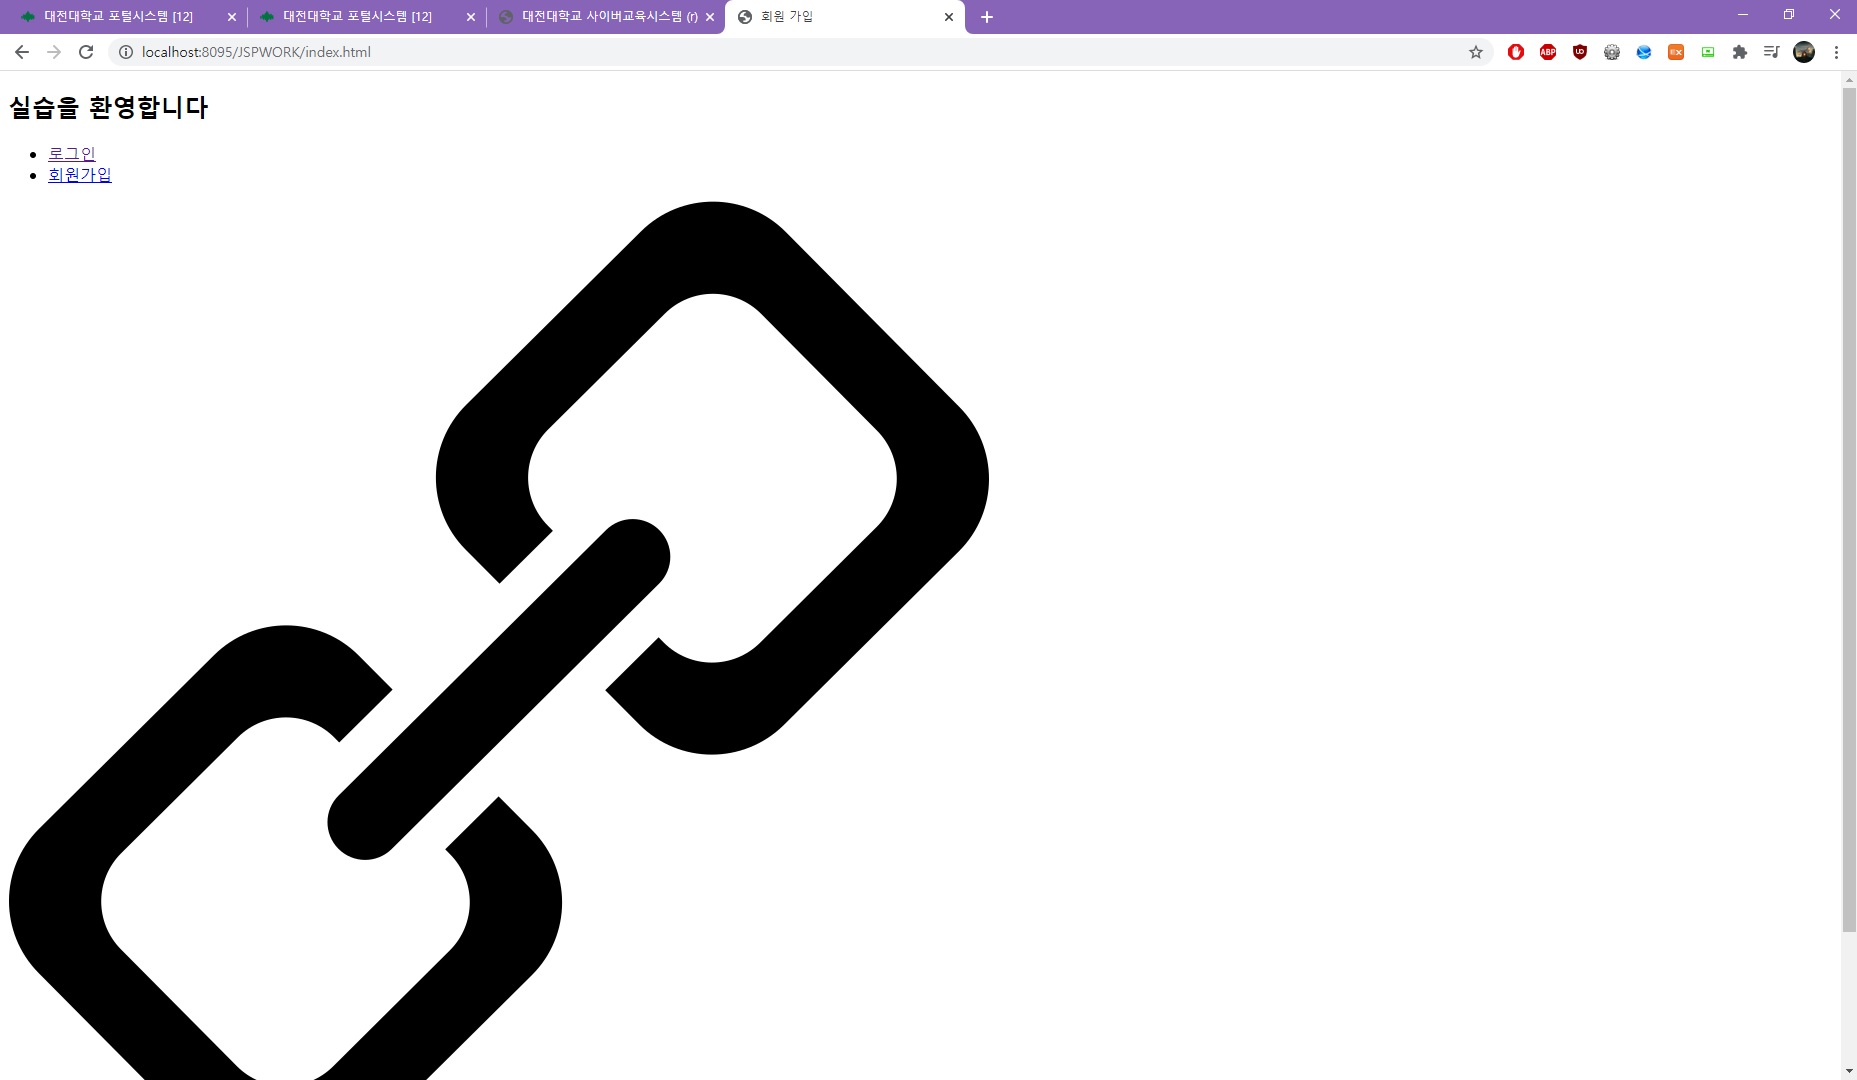 대전대학교 포털시스템 [12]
대전대학교 포털시스템 [12]
대전대학교 사이버교육시스템 (r)
회원 가입
localhost:8095/JSPWORK/index.html
ABP
실습을 환영합니다
로그인
회원가입